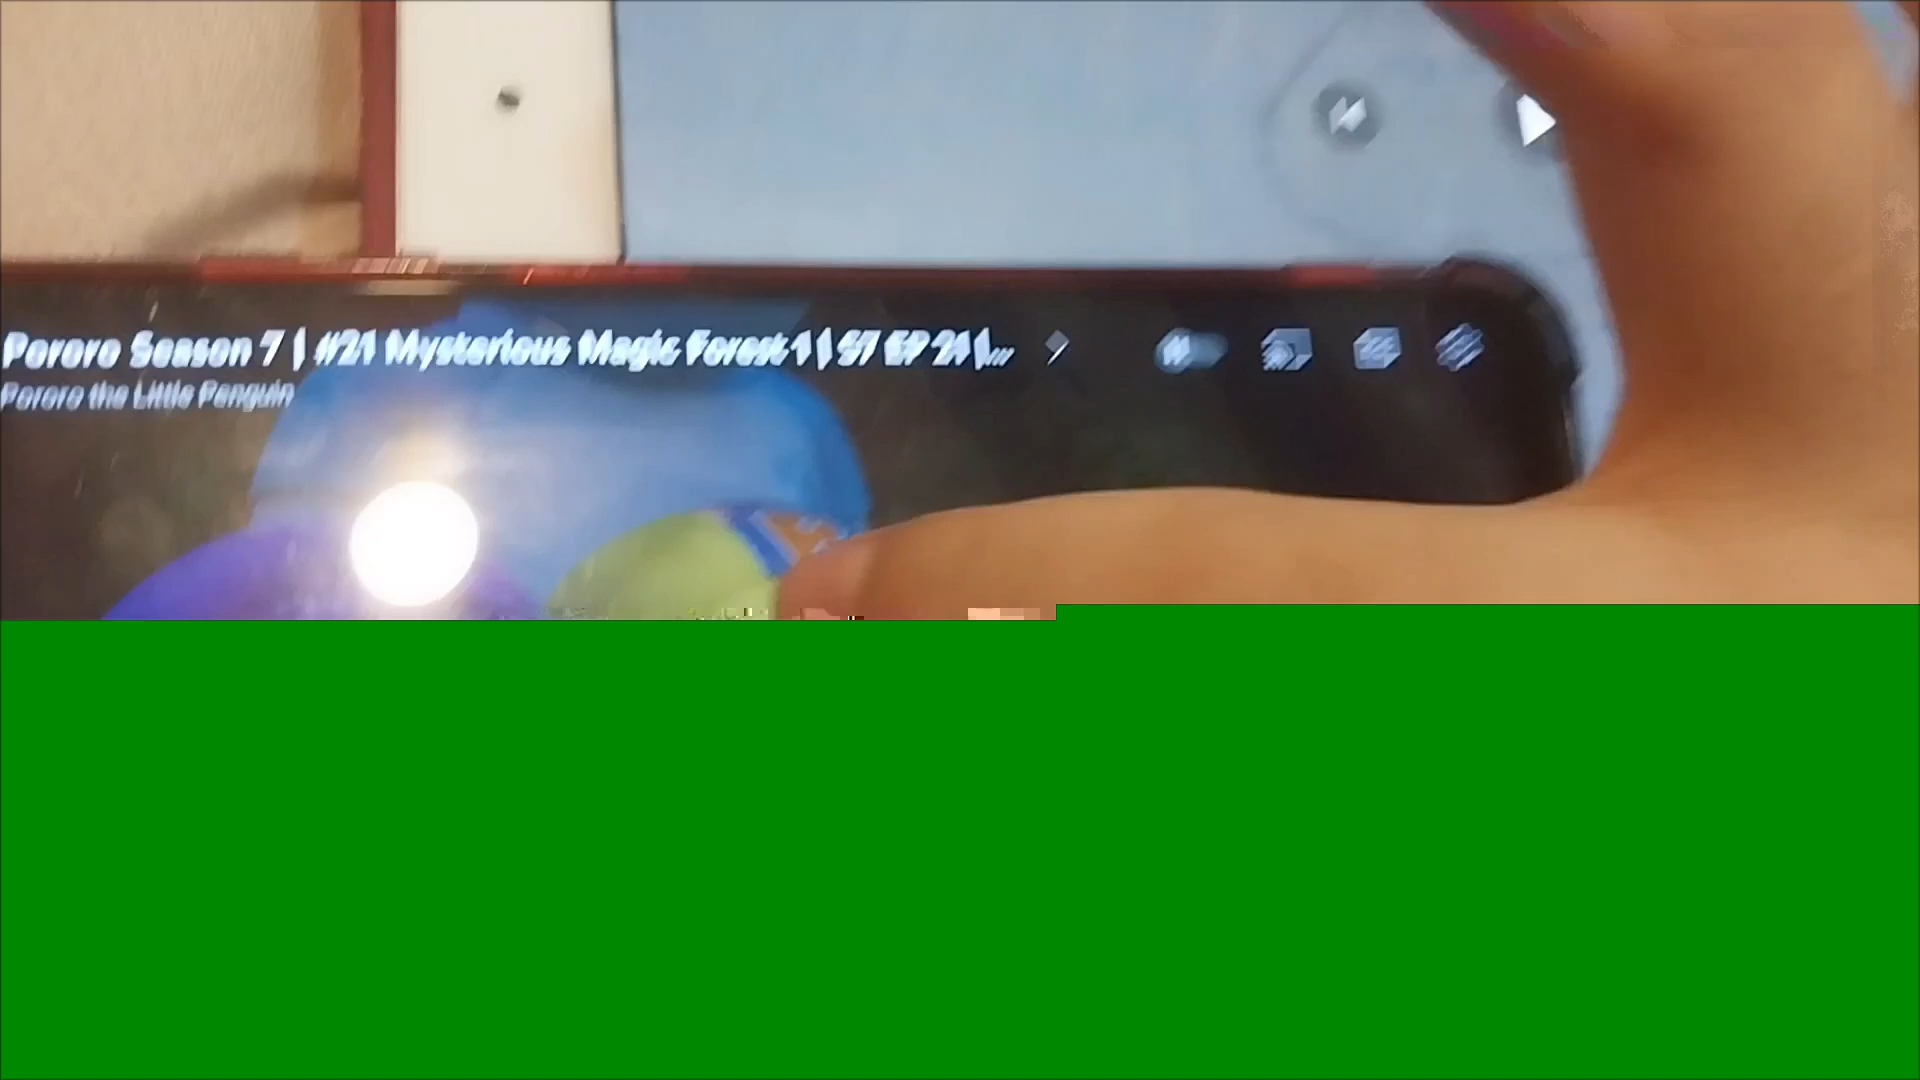 Pororo Season 7 | #21 Mysterious Magic Forest 1 | S7 EP 21 |...
Pororo the Little Penguin